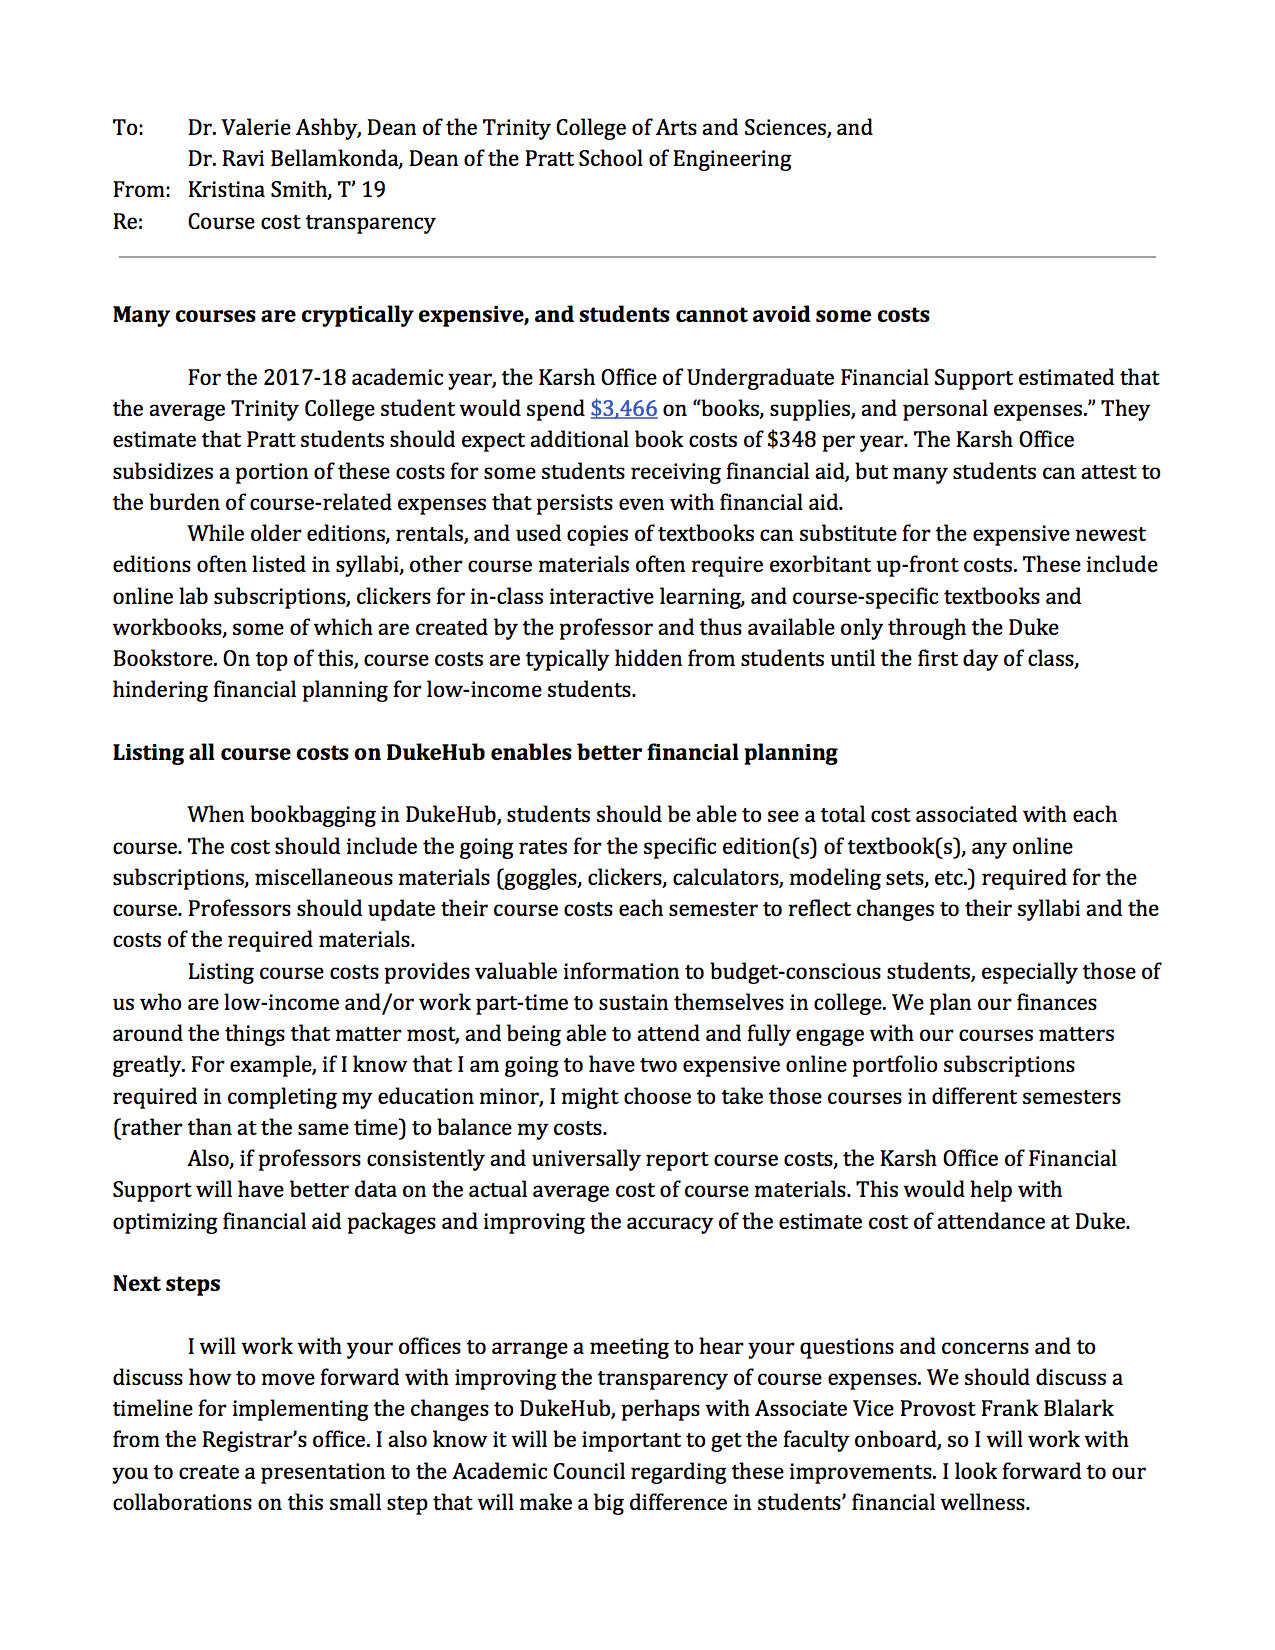 To: Dr. Valerie Ashby, Dean of the Trinity College of Arts and Sciences, and
Dr. Ravi Bellamkonda, Dean of the Pratt School of Engineering
From: Kristina Smith, T’ 19
Re: Course cost transparency
Many courses are cryptically expensive, and students cannot avoid some costs
For the 2017-18 academic year, the Karsh Office of Undergraduate Financial Support estimated that
the average Trinity College student would spend $3,466 on “books, supplies, and personal expenses.” They
estimate that Pratt students should expect additional book costs of $348 per year. The Karsh Office
subsidizes a portion of these costs for some students receiving financial aid, but many students can attest to
the burden of course-related expenses that persists even with financial aid.
While older editions, rentals, and used copies of textbooks can substitute for the expensive newest
editions often listed in syllabi, other course materials often require exorbitant up-front costs. These include
online lab subscriptions, clickers for in-class interactive learning, and course-specific textbooks and
workbooks, some of which are created by the professor and thus available only through the Duke
Bookstore. On top of this, course costs are typically hidden from students until the first day of class,
hindering financial planning for low-income students.
Listing all course costs on DukeHub enables better financial planning
When bookbagging in DukeHub, students should be able to see a total cost associated with each
course. The cost should include the going rates for the specific edition(s) of textbook(s), any online
subscriptions, miscellaneous materials (goggles, clickers, calculators, modeling sets, etc.) required for the
course. Professors should update their course costs each semester to reflect changes to their syllabi and the
costs of the required materials.
Listing course costs provides valuable information to budget-conscious students, especially those of
us who are low-income and/or work part-time to sustain themselves in college. We plan our finances
around the things that matter most, and being able to attend and fully engage with our courses matters
greatly. For example, if I know that I am going to have two expensive online portfolio subscriptions
required in completing my education minor, I might choose to take those courses in different semesters
(rather than at the same time) to balance my costs.
Also, if professors consistently and universally report course costs, the Karsh Office of Financial
Support will have better data on the actual average cost of course materials. This would help with
optimizing financial aid packages and improving the accuracy of the estimate cost of attendance at Duke.
Next steps
I will work with your offices to arrange a meeting to hear your questions and concerns and to
discuss how to move forward with improving the transparency of course expenses. We should discuss a
timeline for implementing the changes to DukeHub, perhaps with Associate Vice Provost Frank Blalark
from the Registrar’s office. I also know it will be important to get the faculty onboard, so I will work with
you to create a presentation to the Academic Council regarding these improvements. I look forward to our
collaborations on this small step that will make a big difference in students’ financial wellness.